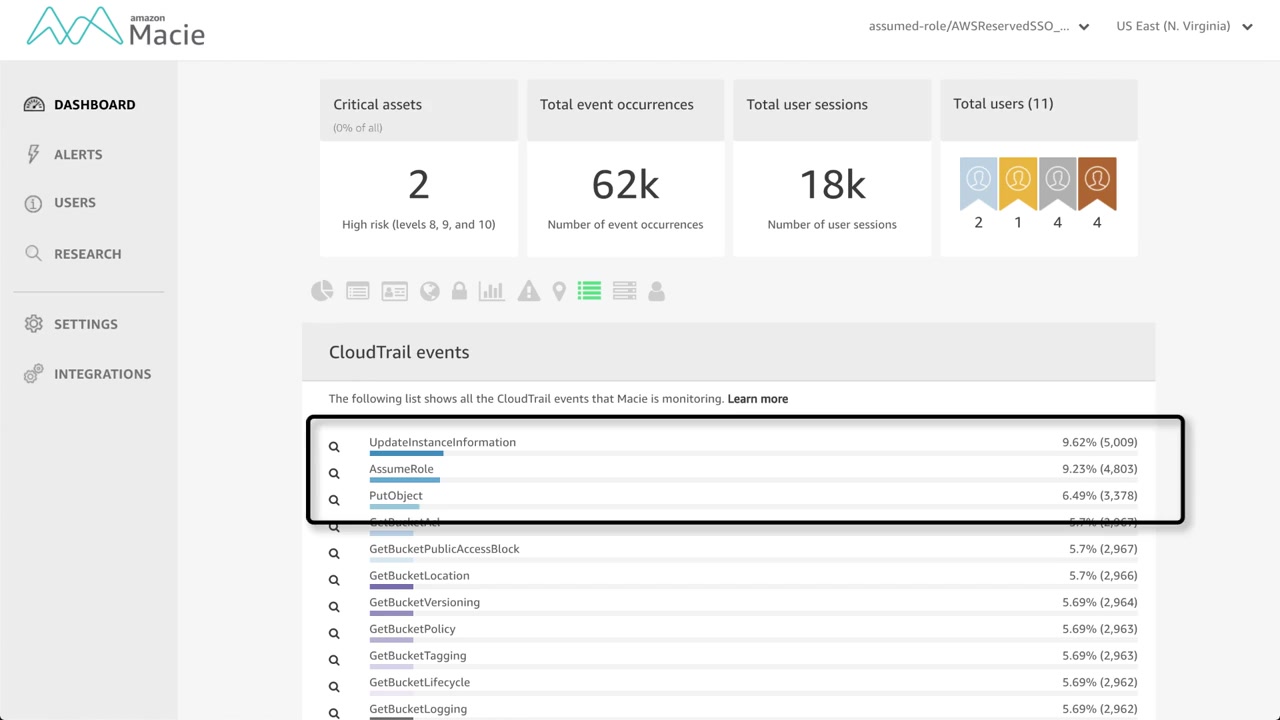 amazon
Macie
assumed-role/AWSReservedSSO_...
US East (N. Virginia)
DASHBOARD
ALERTS
USERS
RESEARCH
SETTINGS
INTEGRATIONS
Critical assets
(0% of all)
2
High risk (levels 8, 9, and 10)
Total event occurrences
62k
Number of event occurrences
Total user sessions
18k
Number of user sessions
Total users (11)
2 1 4 4
CloudTrail events
The following list shows all the CloudTrail events that Macie is monitoring. Learn more
UpdateInstanceInformation 9.62% (5,009)
AssumeRole 9.23% (4,803)
PutObject 6.49% (3,378)
GetBucketAcl 5.7% (2,967)
GetBucketPublicAccessBlock 5.7% (2,967)
GetBucketLocation 5.7% (2,966)
GetBucketVersioning 5.69% (2,964)
GetBucketPolicy 5.69% (2,963)
GetBucketTagging 5.69% (2,963)
GetBucketLifecycle 5.69% (2,962)
GetBucketLogging 5.69% (2,962)